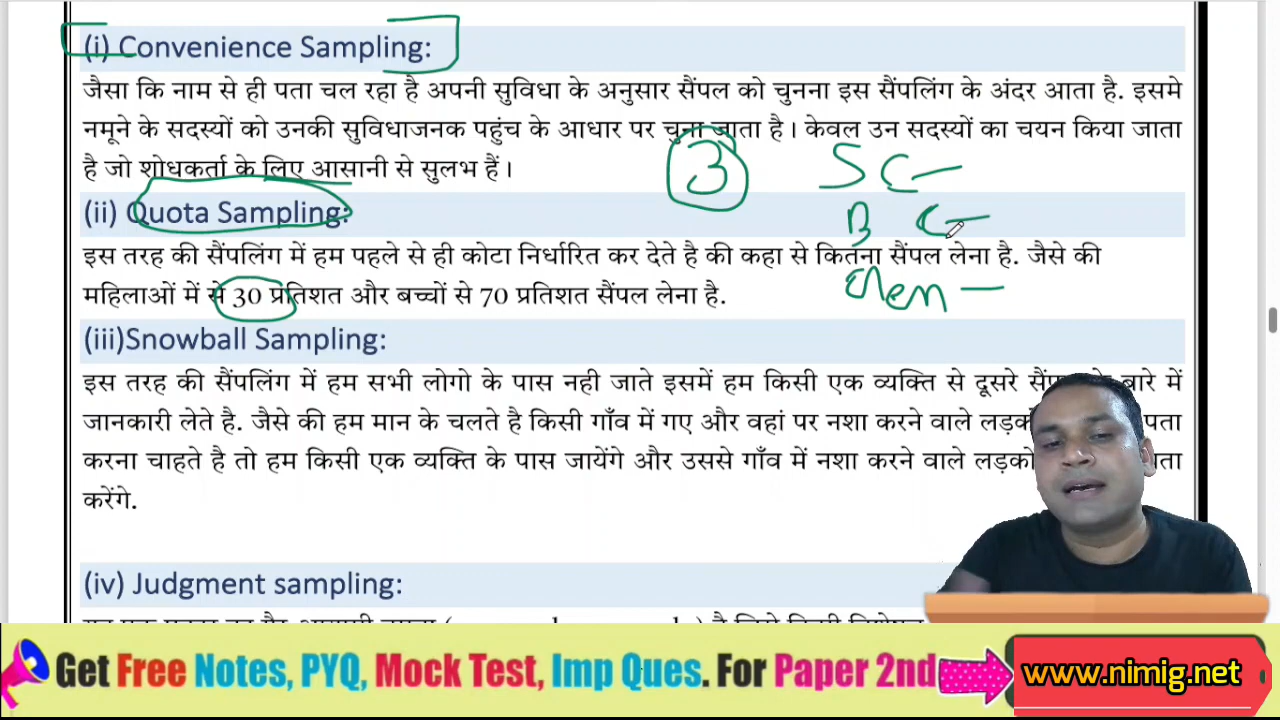 (i) Convenience Sampling:
जैसा कि नाम से ही पता चल रहा है अपनी सुविधा के अनुसार सैंपल को चुनना इस सैंपलिंग के अंदर आता है. इसमे
नमूने के सदस्यों को उनकी सुविधाजनक पहुंच के आधार पर चुना जाता है। केवल उन सदस्यों का चयन किया जाता
है जो शोधकर्ता के लिए आसानी से सुलभ हैं।
3 SC-
(ii) Quota Sampling:
B C-
इस तरह की सैंपलिंग में हम पहले से ही कोटा निर्धारित कर देते है की कहा से कितना सैंपल लेना है. जैसे की
महिलाओं में से 30 प्रतिशत और बच्चों से 70 प्रतिशत सैंपल लेना है.
(iii)Snowball Sampling:
इस तरह की सैंपलिंग में हम सभी लोगो के पास नही जाते इसमें हम किसी एक व्यक्ति से दूसरे बारे में
जानकारी लेते है. जैसे की हम मान के चलते है किसी गाँव में गए और वहां पर नशा करने वाले पता
करना चाहते है तो हम किसी एक व्यक्ति के पास जायेंगे और उससे गाँव में नशा करने वाले
करेंगे.
(iv) Judgment sampling:
Get Free Notes, PYQ, Mock Test, Imp Ques. For Paper 2nd
www.nimig.net